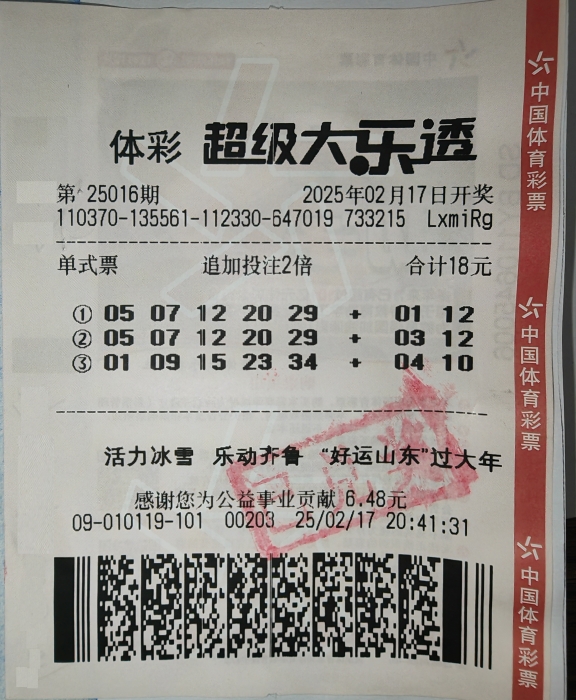 体彩 超级大乐透
第 25016期 2025年02月17日开奖
110370-135561-112330-647019 733215 LxmiRg
单式票 追加投注2倍 合计18元
① 05 07 12 20 29 + 01 12
② 05 07 12 20 29 + 03 12
③ 01 09 15 23 34 + 04 10
活力冰雪 乐动齐鲁 “好运山东”过大年
感谢您为公益事业贡献 6.48元
09-010119-101 00203 25/02/17 20:41:31
已兑奖
中国体育彩票
中国体育彩票
中国体育彩票